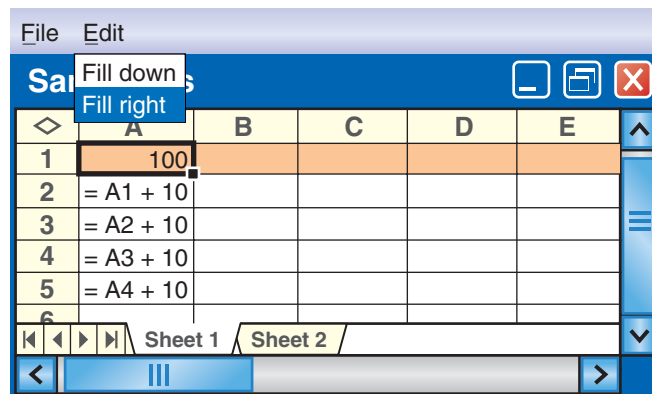 File Edit
Fill down
Fill right
A B C D E
1 100
2 = A1 + 10
3 = A2 + 10
4 = A3 + 10
5 = A4 + 10
6
Sheet 1 Sheet 2